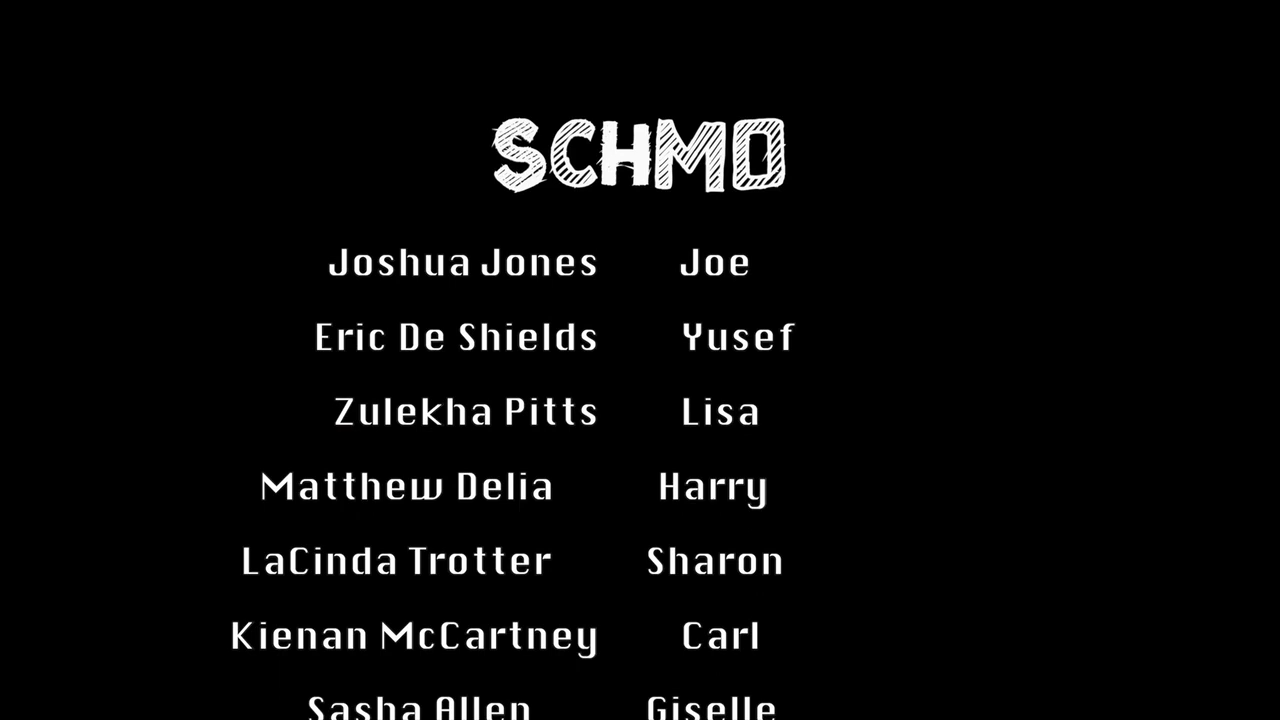 SCHMO
Joshua Jones Joe
Eric De Shields Yusef
Zulekha Pitts Lisa
Matthew Delia Harry
LaCinda Trotter Sharon
Kienan McCartney Carl
Sasha Allen Giselle